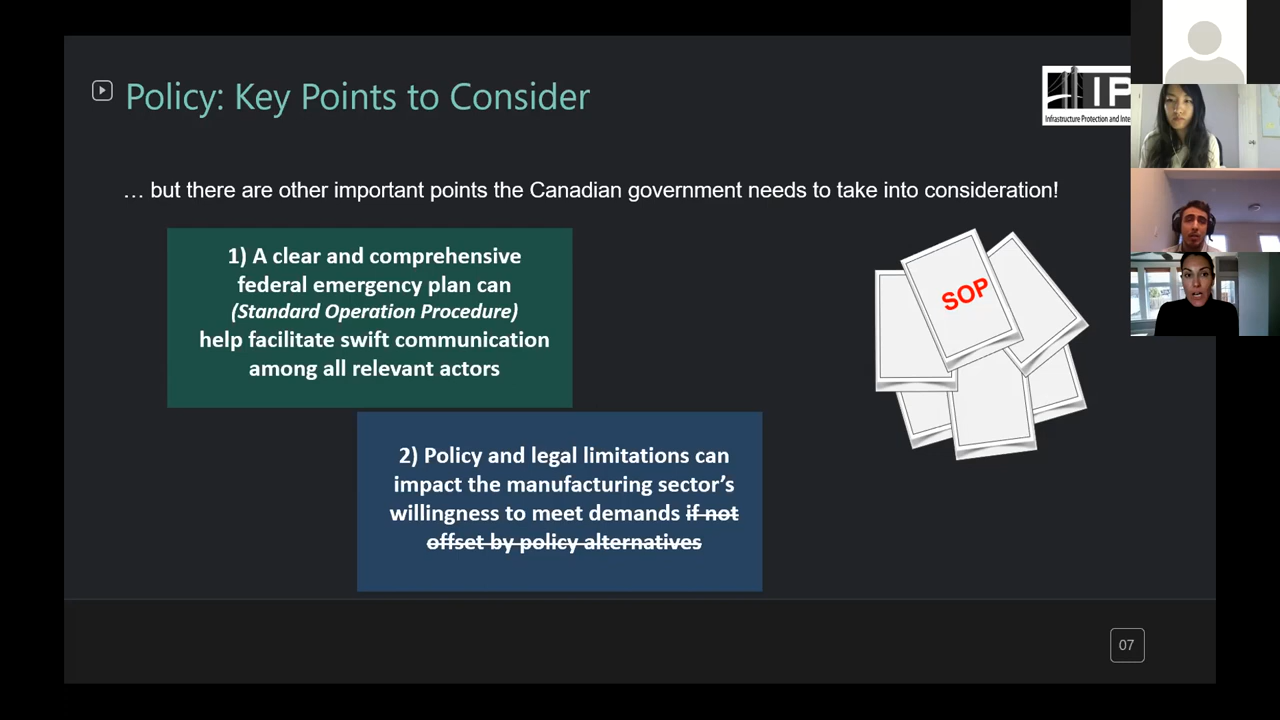 Policy: Key Points to Consider
IP
Infrastructure Protection and Inte
… but there are other important points the Canadian government needs to take into consideration!
1) A clear and comprehensive
federal emergency plan can
(Standard Operation Procedure)
help facilitate swift communication
among all relevant actors
SOP
2) Policy and legal limitations can
impact the manufacturing sector’s
willingness to meet demands if not
offset by policy alternatives
07